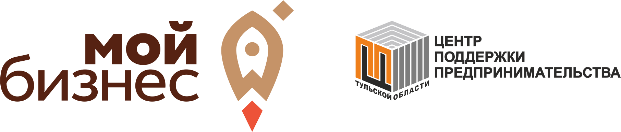 мой
бизнес
ЦЕНТР
ПОДДЕРЖКИ
ПРЕДПРИНИМАТЕЛЬСТВА
Ц
ТУЛЬСКОЙ ОБЛАСТИ